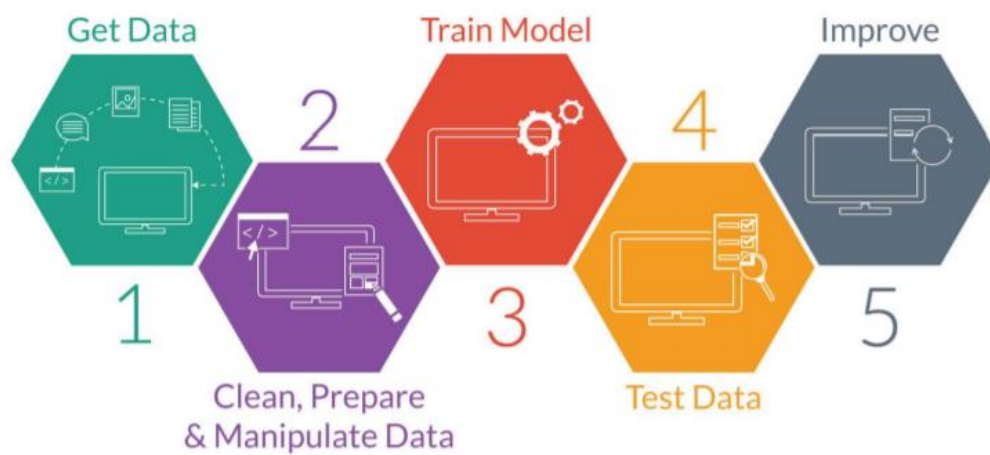 Get Data
1
2
Clean, Prepare
& Manipulate Data
Train Model
3
4
Test Data
Improve
5
</>
</>